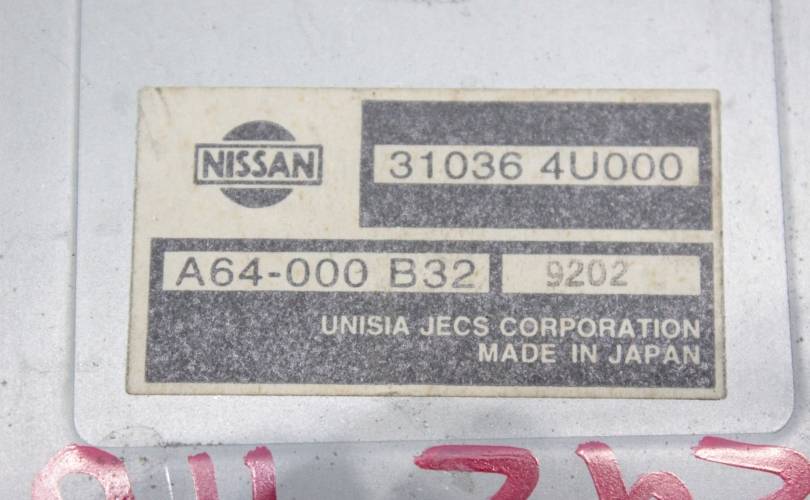 NISSAN
31036 4U000
A64-000 B32
9202
UNISIA JECS CORPORATION
MADE IN JAPAN